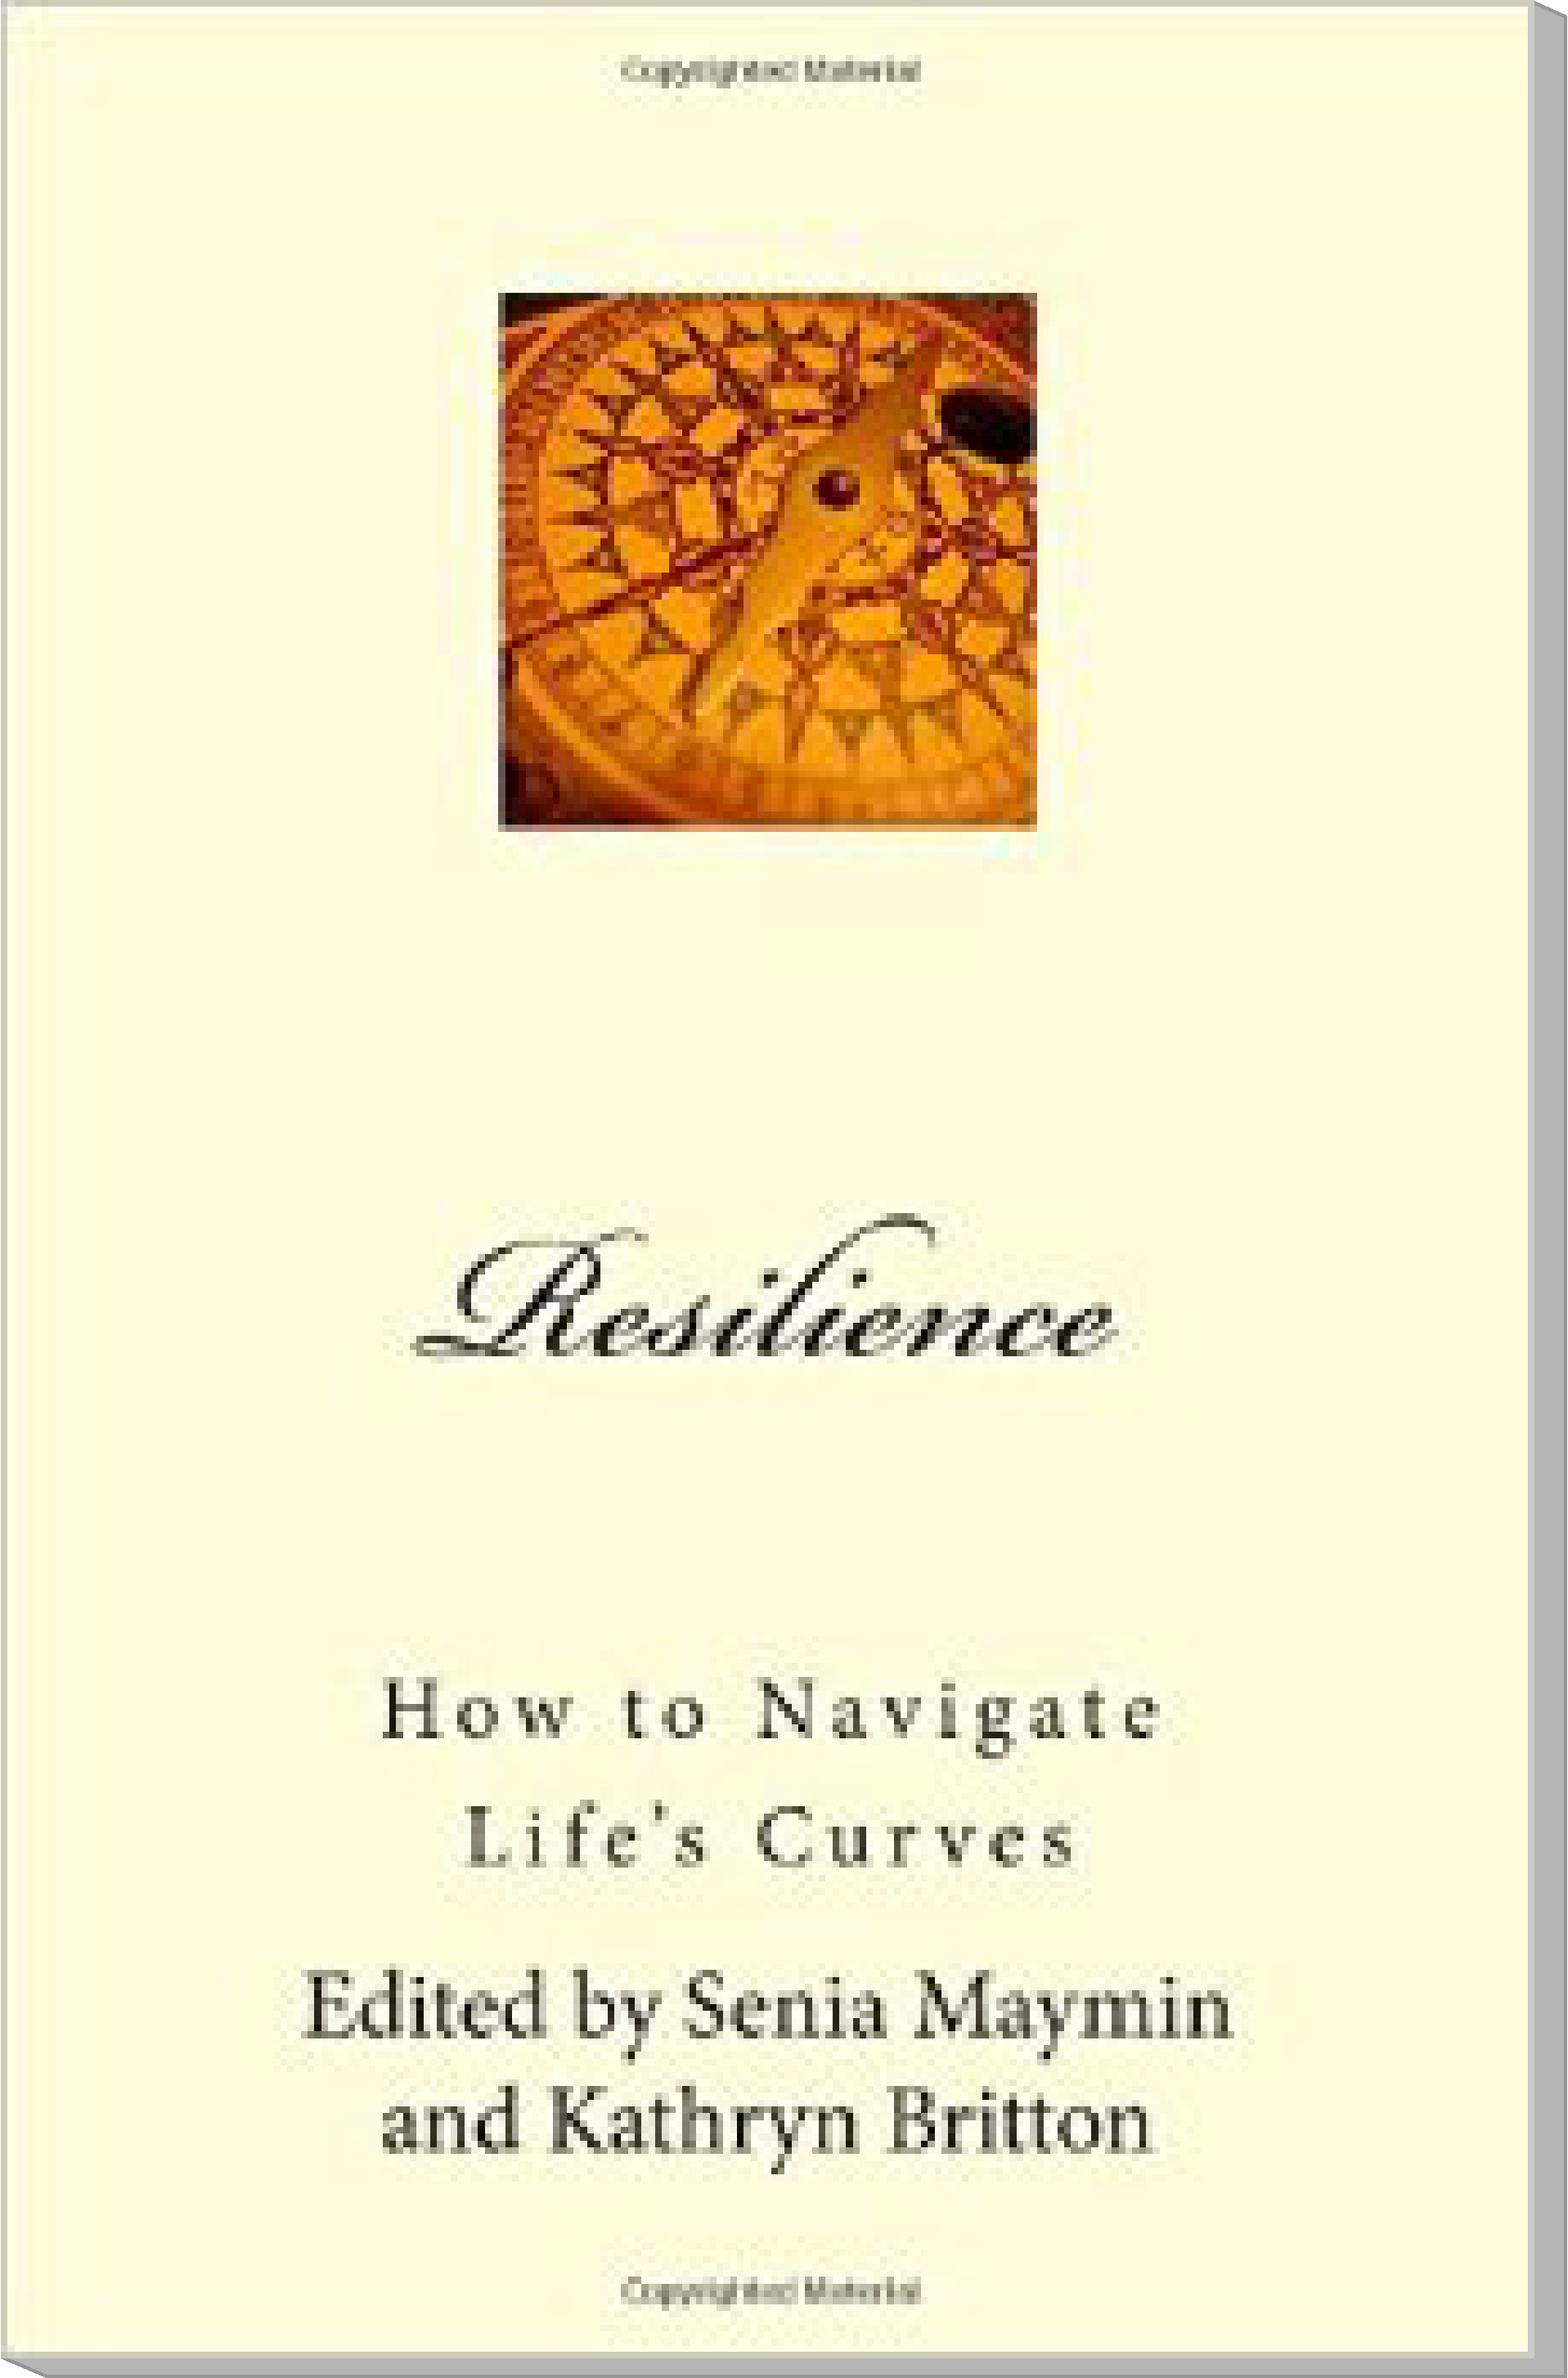 Copyrighted Material
Resilience
How to Navigate
Life's Curves
Edited by Senia Maymin
and Kathryn Britton
Copyrighted Material